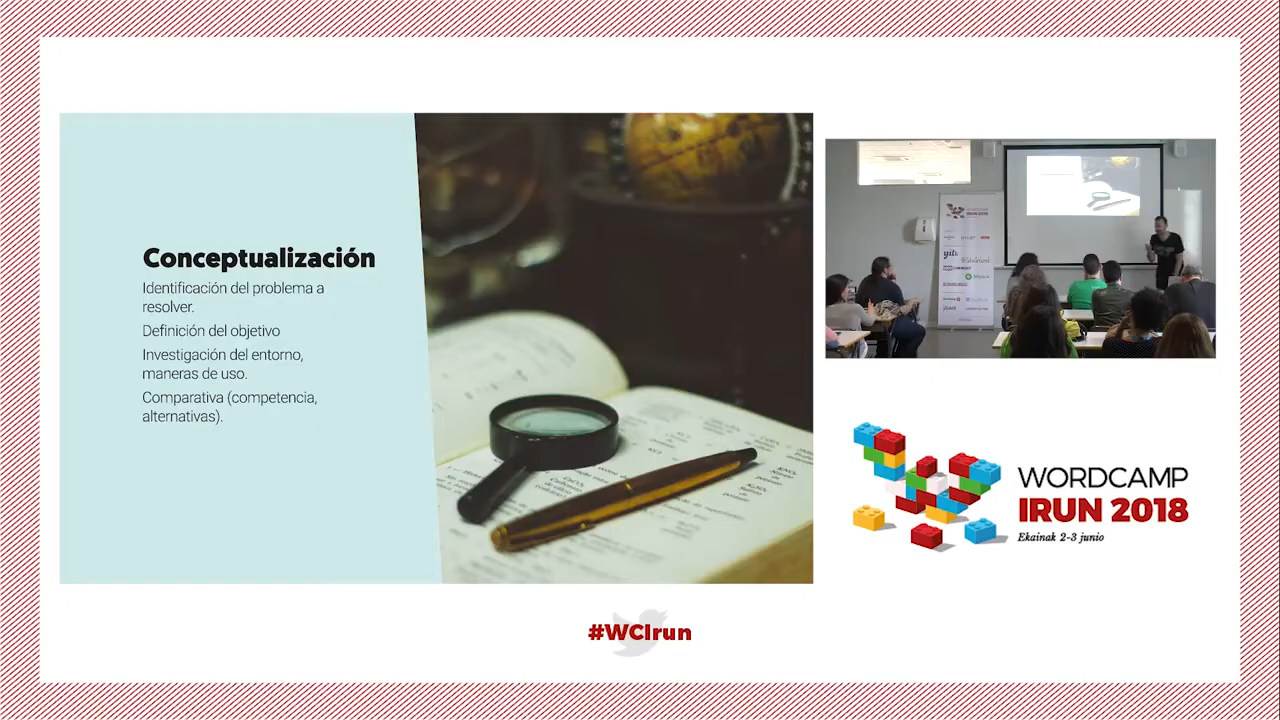 Conceptualización
Identificación del problema a
resolver.
Definición del objetivo
Investigación del entorno,
maneras de uso.
Comparativa (competencia,
alternativas).
WORDCAMP
IRUN 2018
Ekainak 2-3 junio
#WCIrun